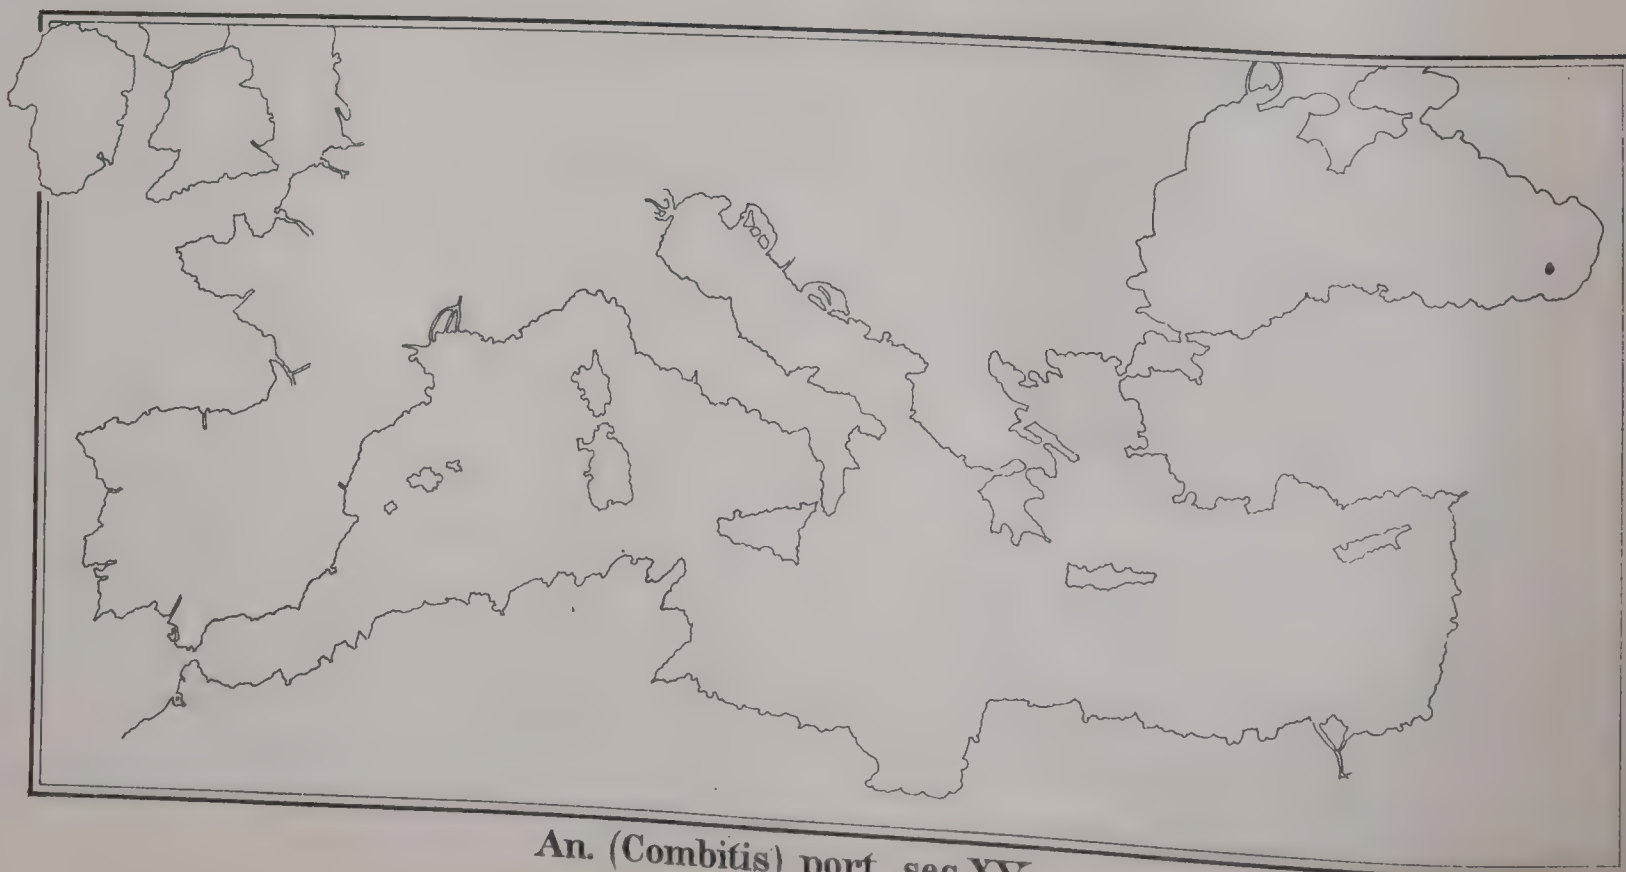 An. (Combitis) port. sec. XV